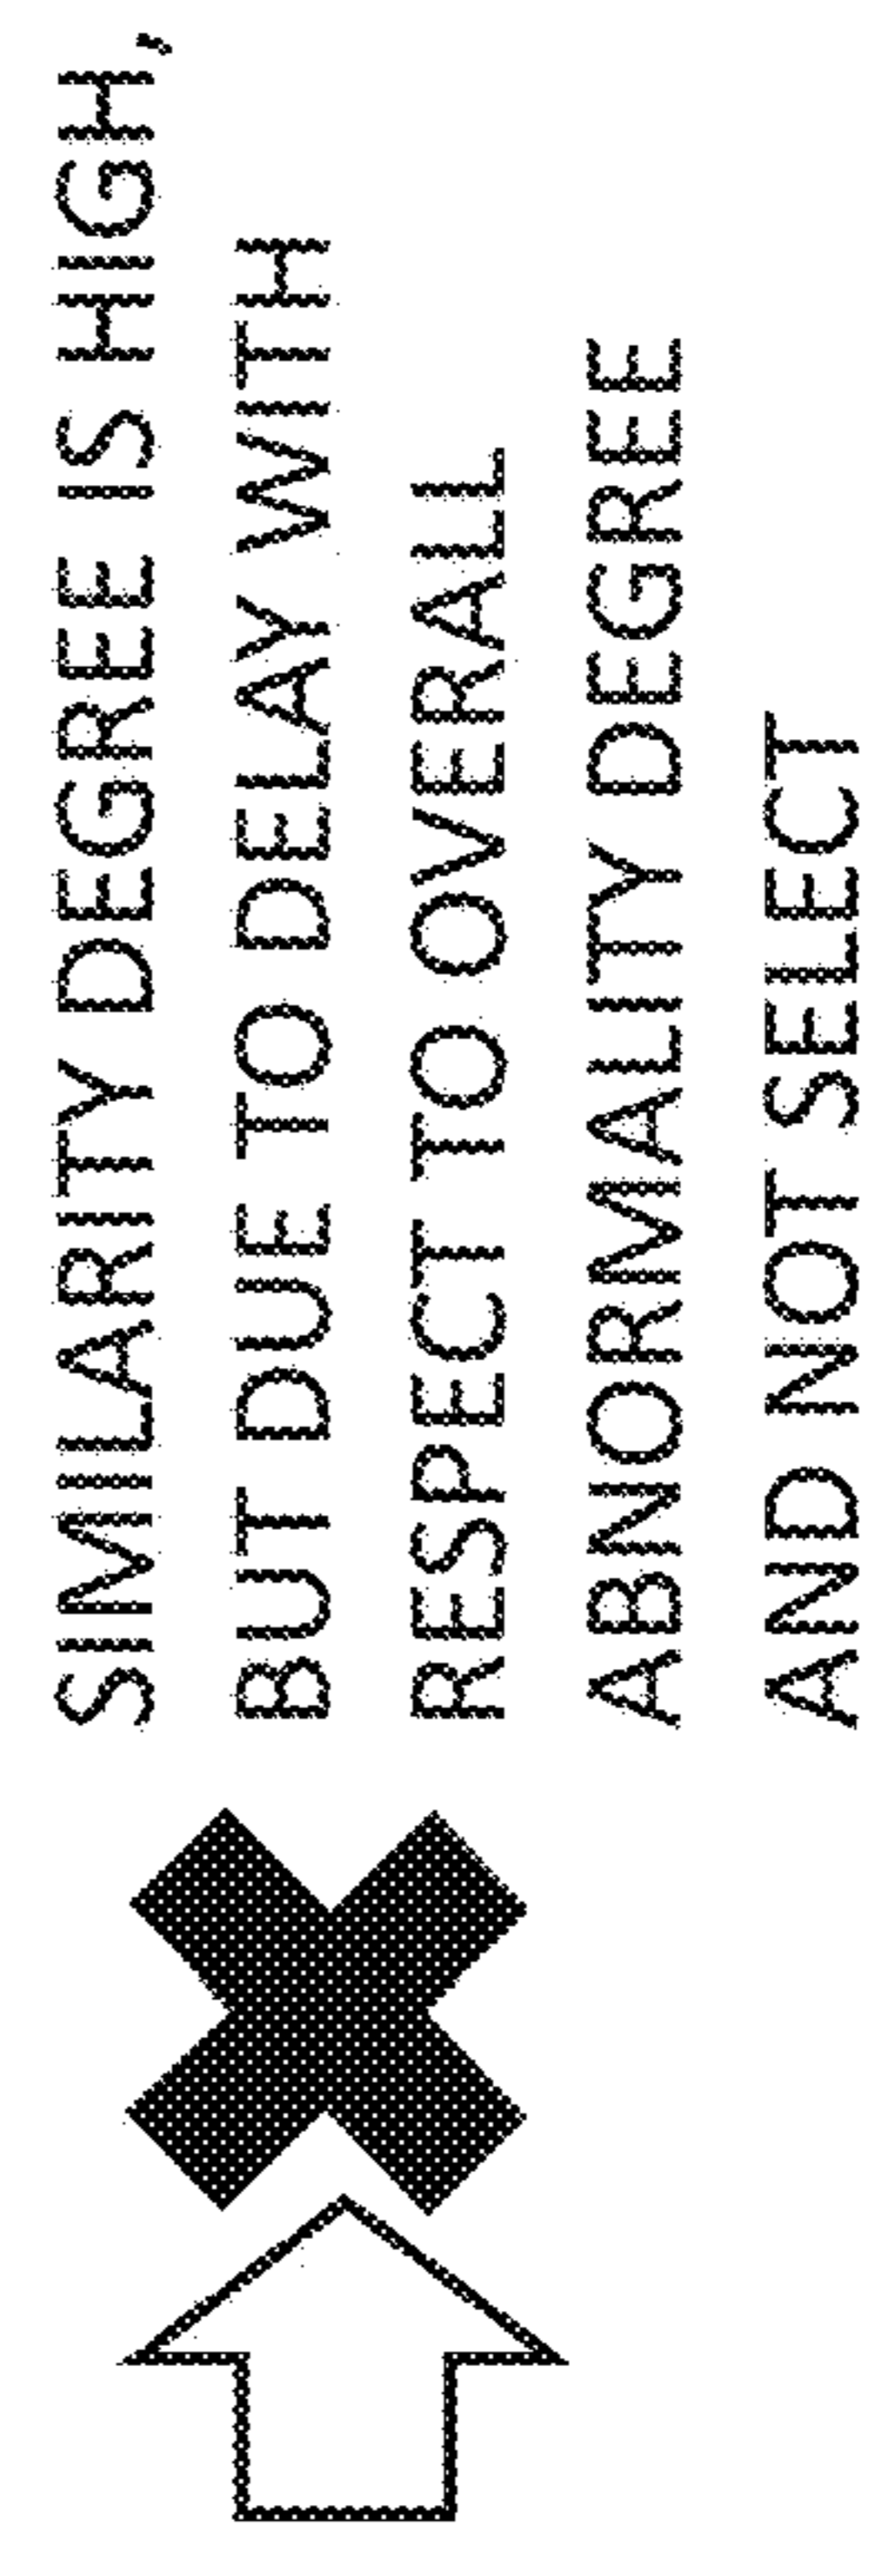 SIMILARITY DEGREE IS HIGH,
BUT DUE TO DELAY WITH
RESPECT TO OVERALL
ABNORMALITY DEGREE
AND NOT SELECT